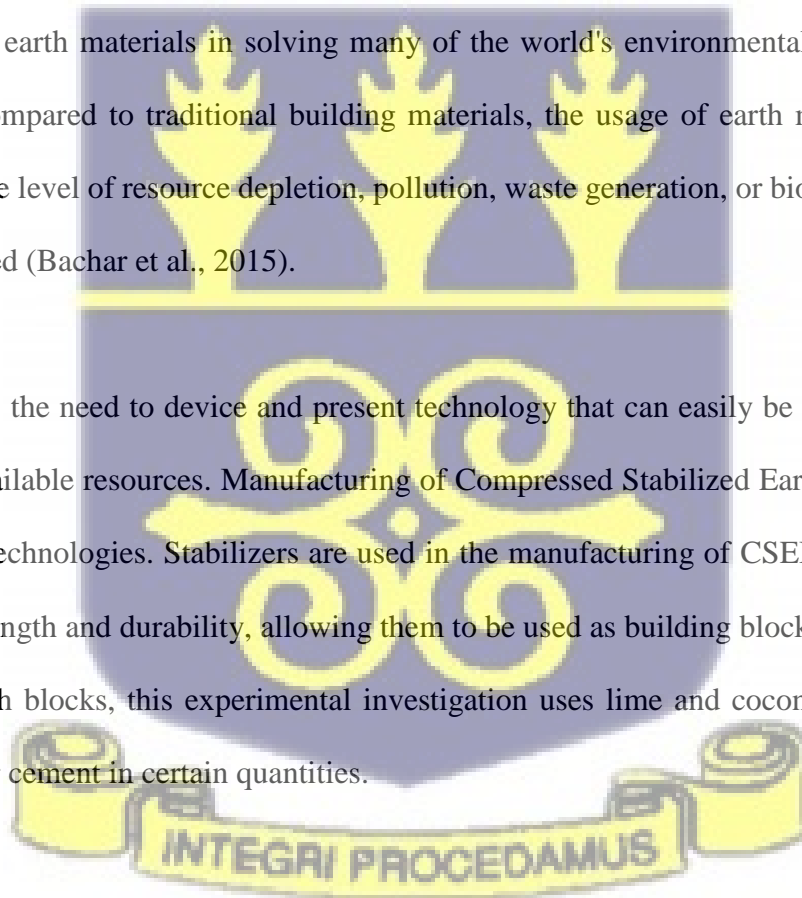 earth materials in solving many of the world's environmental
mpared to traditional building materials, the usage of earth
e level of resource depletion, pollution, waste generation, or bio
ed (Bachar et al., 2015).
the need to device and present technology that can easily be
ailable resources. Manufacturing of Compressed Stabilized Ear
echnologies. Stabilizers are used in the manufacturing of CSE
ngth and durability, allowing them to be used as building block
h blocks, this experimental investigation uses lime and cocon
cement in certain quantities.
INTEGRI PROCEDAMUS